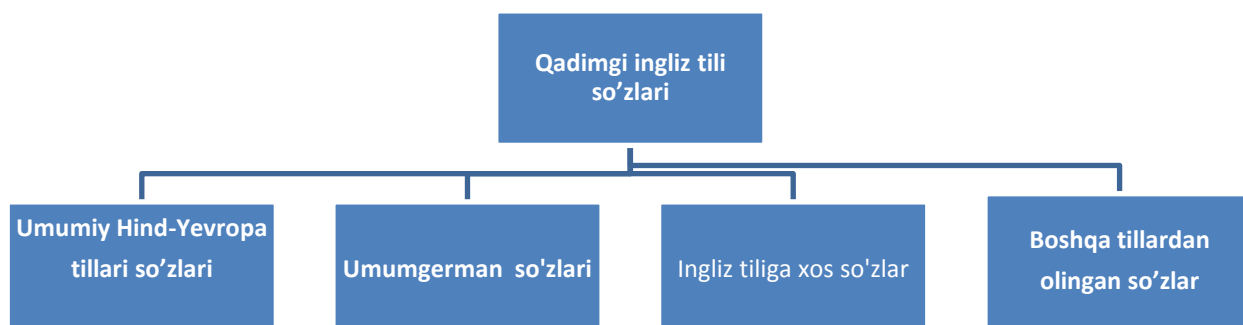 Qadimgi ingliz tili
so’zlari
Umumiy Hind-Yevropa
tillari so’zlari
Umumgerman so'zlari
Ingliz tiliga xos so'zlar
Boshqa tillardan
olingan so’zlar